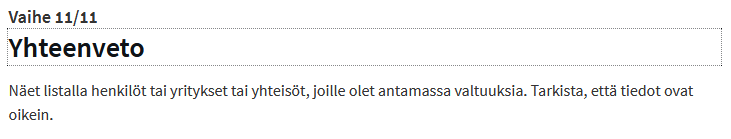 Vaihe 11/11
Yhteenveto
Näet listalla henkilöt tai yritykset tai yhteisöt, joille olet antamassa valtuuksia. Tarkista, että tiedot ovat
oikein.